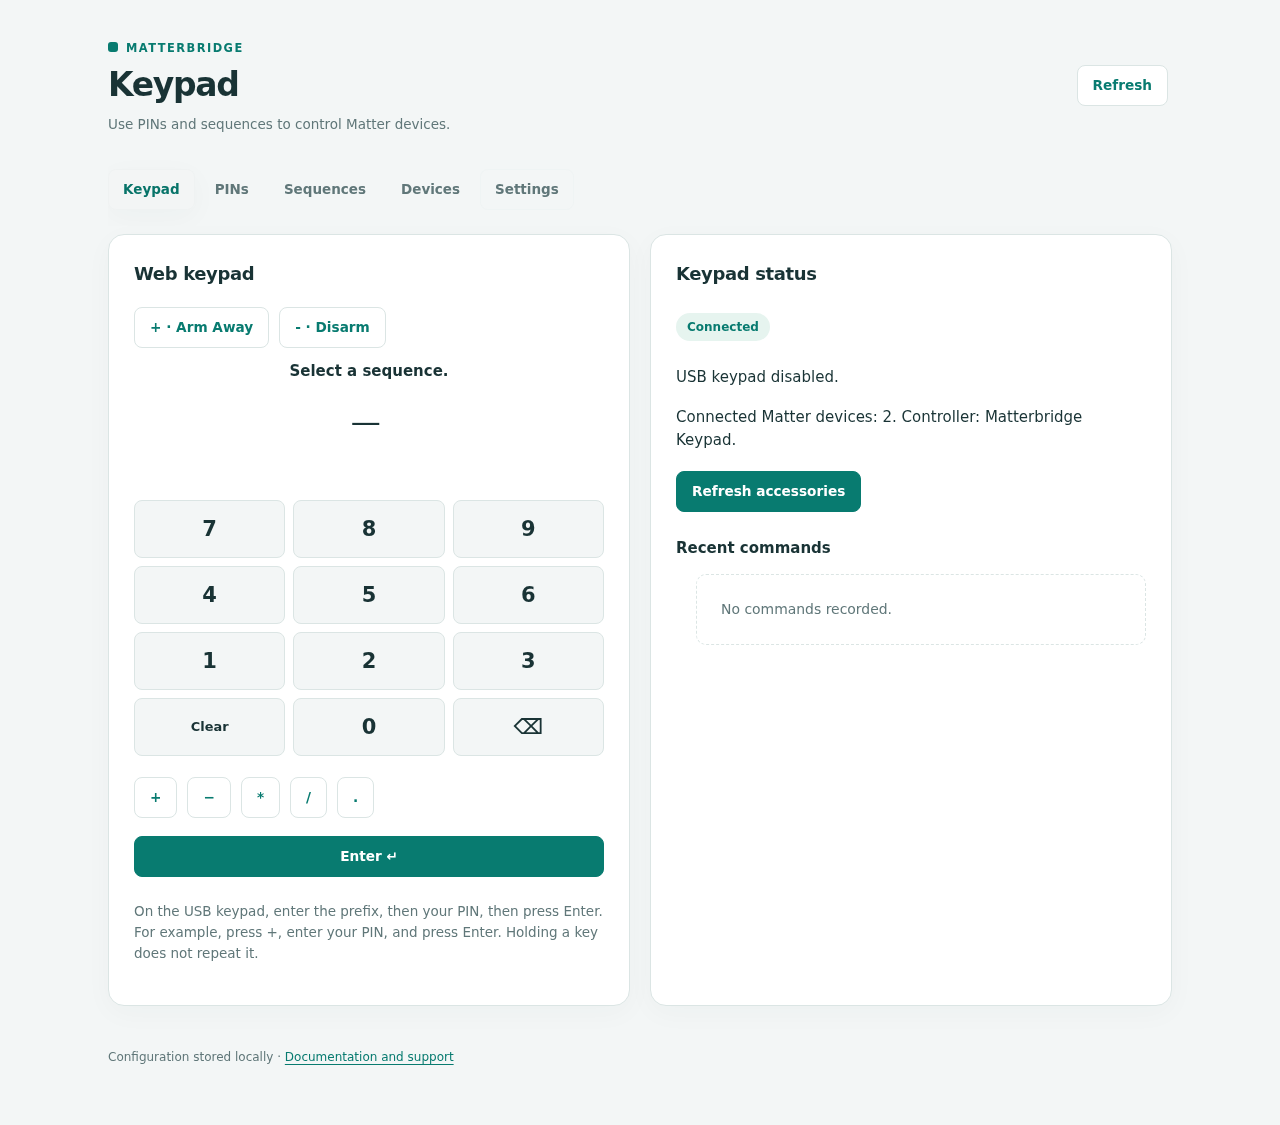 MATTERBRIDGE
Keypad
Refresh
Use PINs and sequences to control Matter devices.
Keypad PINs Sequences Devices Settings
Web keypad
+ · Arm Away - · Disarm
Select a sequence.
—
7 8 9
4 5 6
1 2 3
Clear 0 ⌫
+ − * / .
Enter ↵
On the USB keypad, enter the prefix, then your PIN, then press Enter.
For example, press +, enter your PIN, and press Enter. Holding a key
does not repeat it.
Keypad status
Connected
USB keypad disabled.
Connected Matter devices: 2. Controller: Matterbridge
Keypad.
Refresh accessories
Recent commands
No commands recorded.
Configuration stored locally · Documentation and support